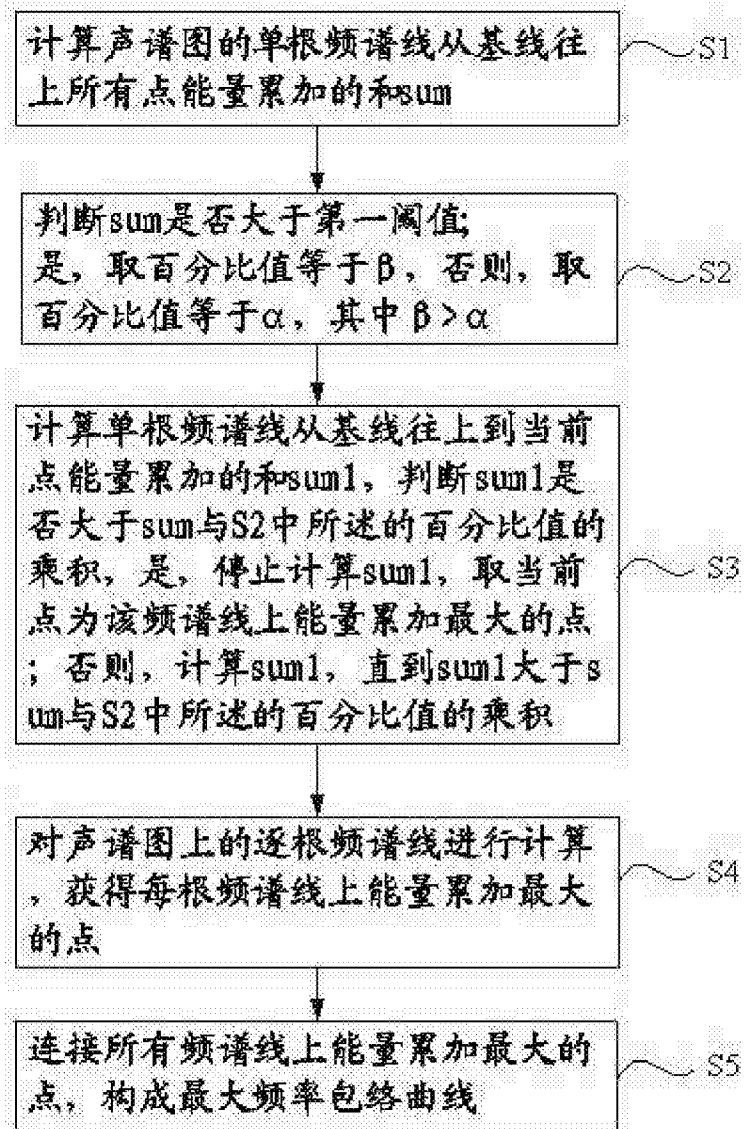 计算声谱图的单根频谱线从基线往
上所有点能量累加的和sum
S1
判断sum是否大于第一阈值;
是，取百分比值等于β，否则，取
百分比值等于α，其中β>α
S2
计算单根频谱线从基线往上到当前
点能量累加的和sum1，判断sum1是
否大于sum与S2中所述的百分比值的
乘积，是，停止计算sum1，取当前
点为该频谱线上能量累加最大的点
；否则，计算sum1，直到sum1大于s
um与S2中所述的百分比值的乘积
S3
对声谱图上的逐根频谱线进行计算
，获得每根频谱线上能量累加最大
的点
S4
连接所有频谱线上能量累加最大的
点，构成最大频率包络曲线
S5